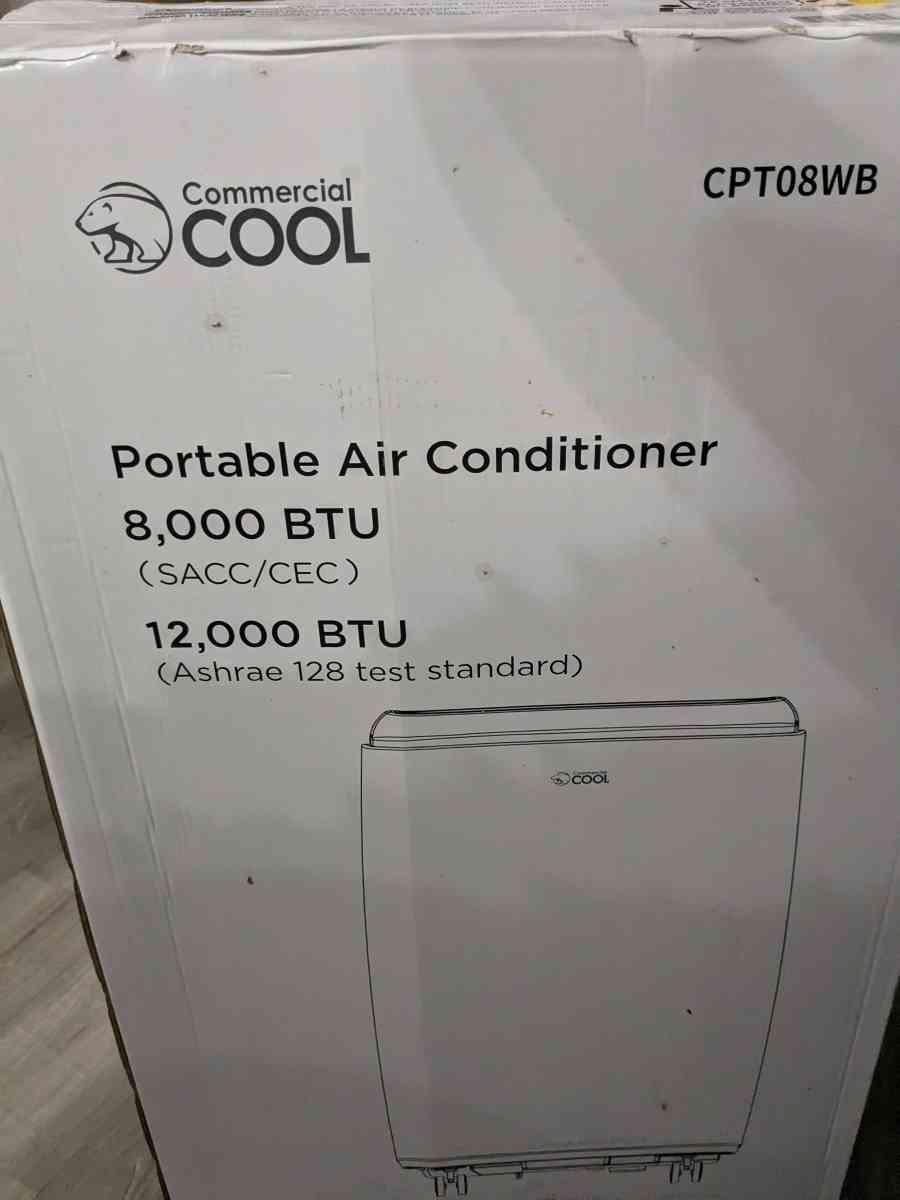 Commercial
COOL
CPT08WB
Portable Air Conditioner
8,000 BTU
(SACC/CEC)
12,000 BTU
(Ashrae 128 test standard)
Commercial
COOL